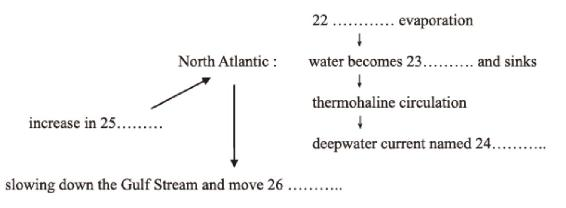 22 ............ evaporation
North Atlantic : water becomes 23.......... and sinks
thermohaline circulation
increase in 25.........
deepwater current named 24...........
slowing down the Gulf Stream and move 26 ...........